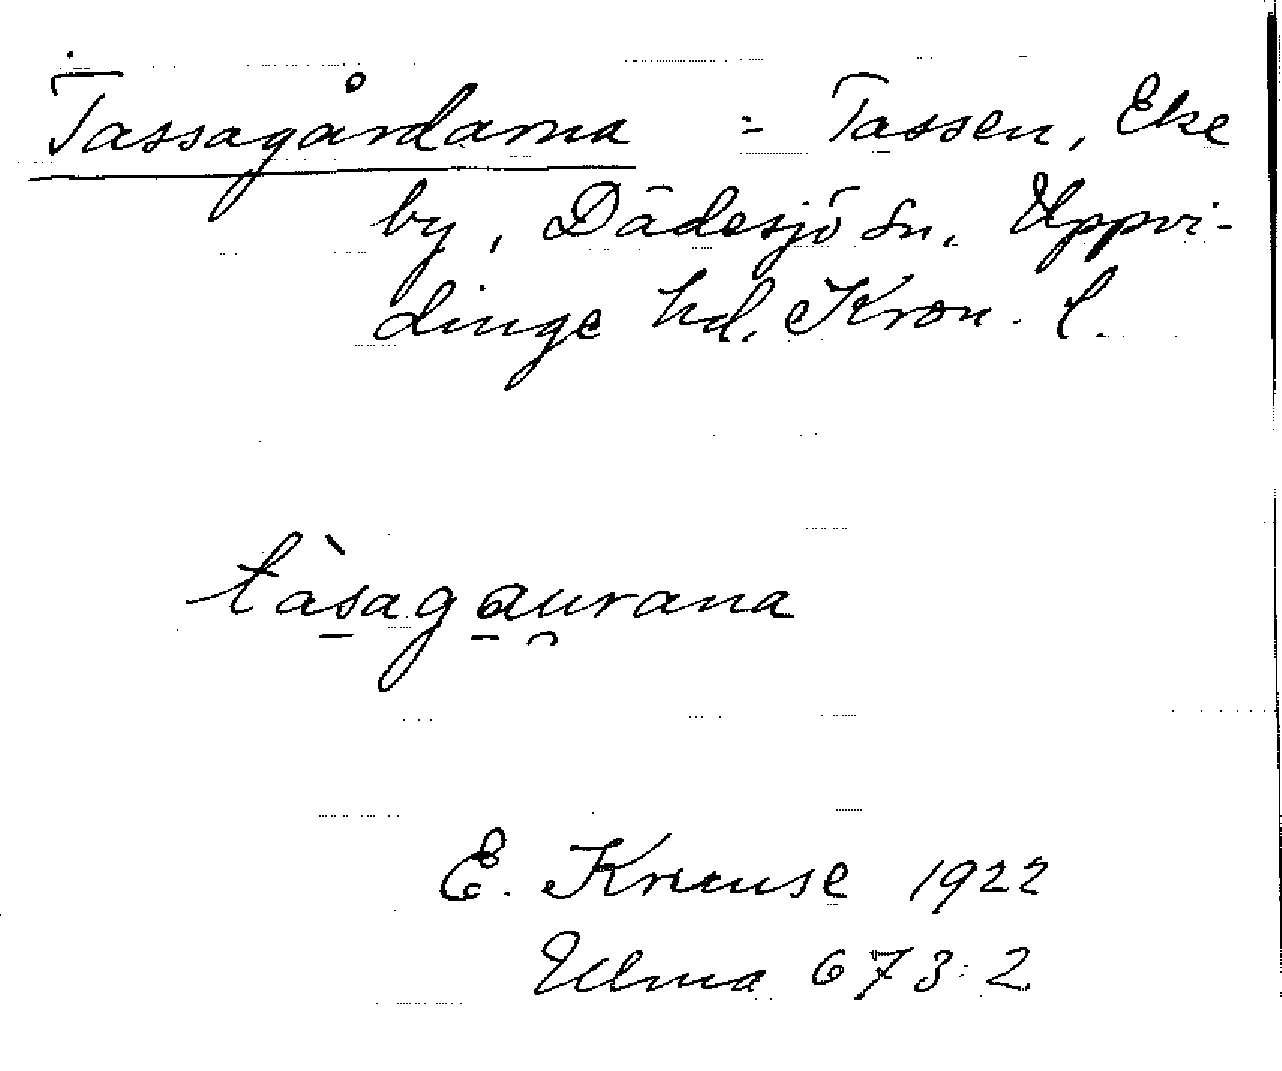 Tassagårdarna = Tassen, Eke
by, Dädesjö sn, Uppvi-
dinge hd. Kron. l.
tàsagaurana
E. Krause 1922
Ulma 673:2